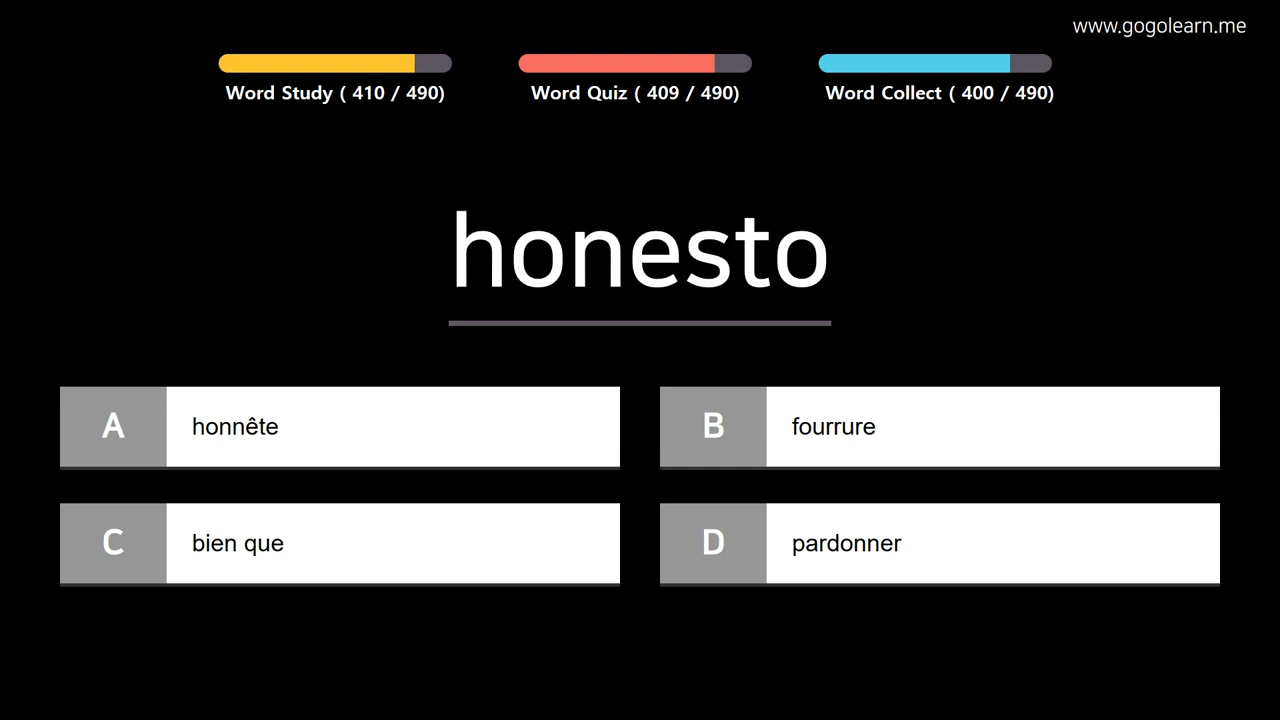 www.gogolearn.me
Word Study ( 410 / 490)
Word Quiz ( 409 / 490)
Word Collect ( 400 / 490)
honesto
A honnête
B fourrure
C bien que
D pardonner